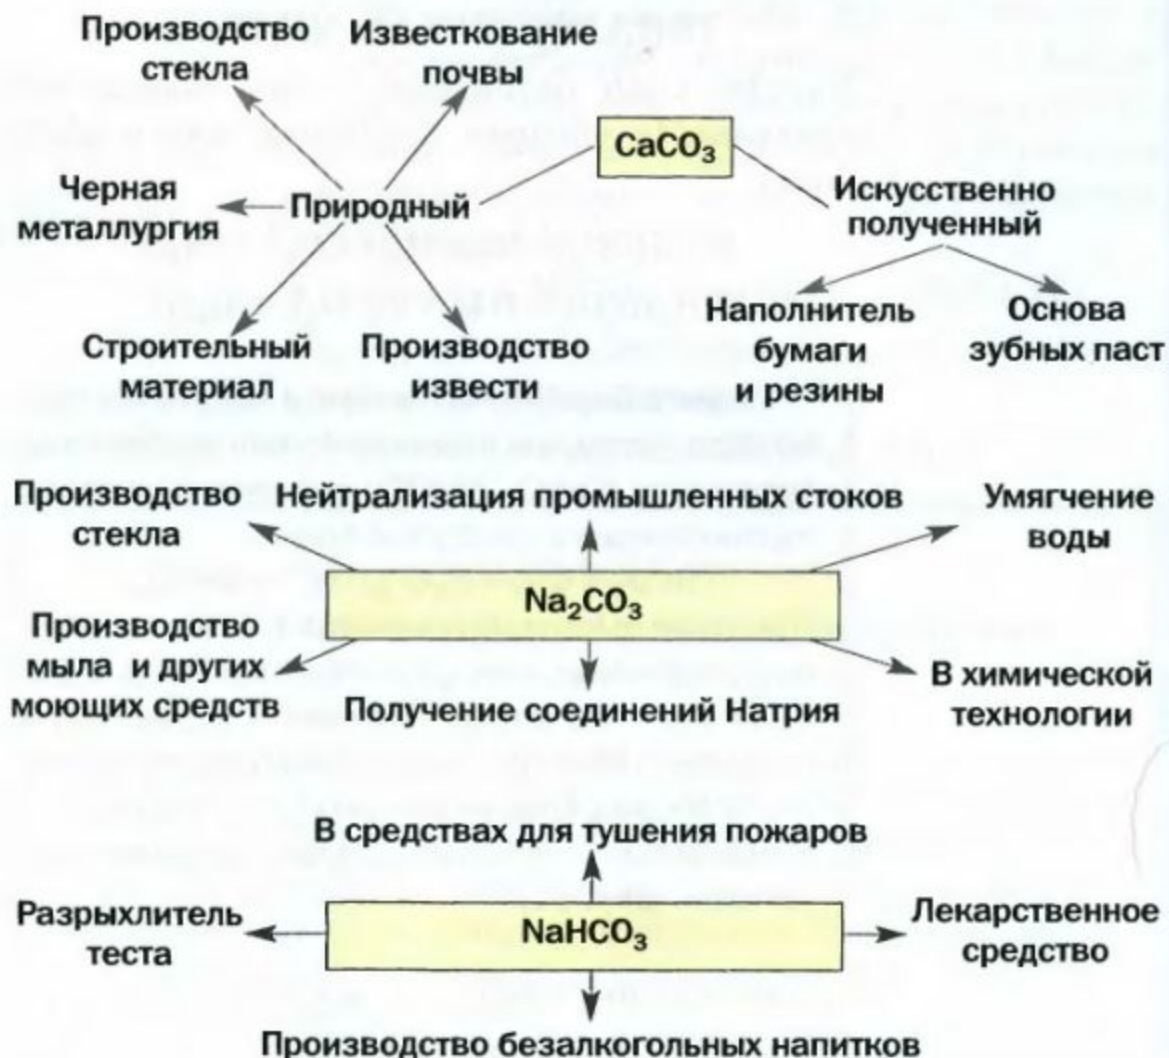 Производство
стекла
Известкование
почвы
CaCO₃
Черная
металлургия
Природный
Искусственно
полученный
Строительный
материал
Производство
извести
Наполнитель
бумаги
и резины
Основа
зубных паст
Производство
стекла
Нейтрализация промышленных стоков
Умягчение
воды
Na₂CO₃
Производство
мыла и других
моющих средств
Получение соединений Натрия
В химической
технологии
В средствах для тушения пожаров
Разрыхлитель
теста
NaHCO₃
Лекарственное
средство
Производство безалкогольных напитков